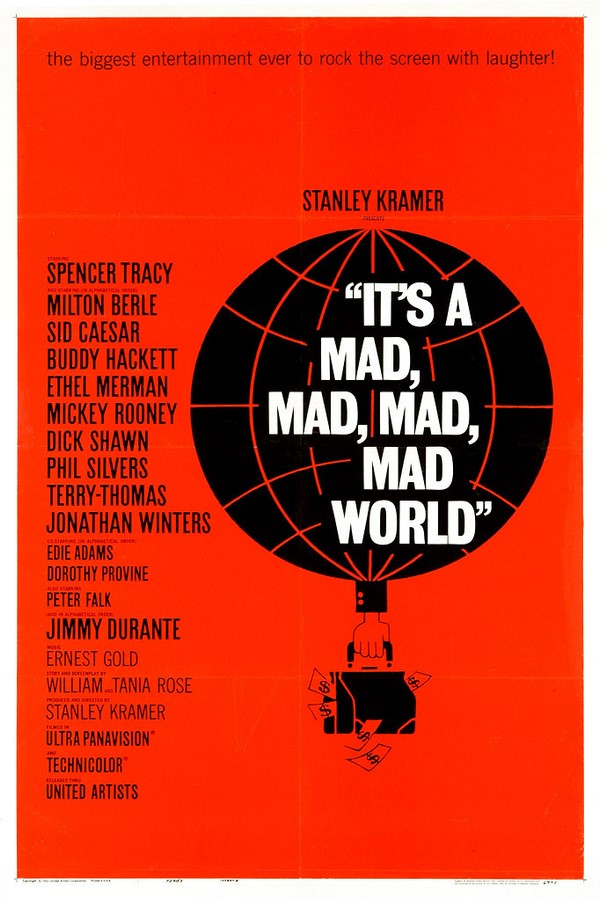 the biggest entertainment ever to rock the screen with laughter!
STANLEY KRAMER
PRESENTS
“IT’S A
MAD,
MAD, MAD,
MAD
WORLD”
STARRING
SPENCER TRACY
AND STARRING (IN ALPHABETICAL ORDER)
MILTON BERLE
SID CAESAR
BUDDY HACKETT
ETHEL MERMAN
MICKEY ROONEY
DICK SHAWN
PHIL SILVERS
TERRY-THOMAS
JONATHAN WINTERS
CO-STARRING (IN ALPHABETICAL ORDER)
EDIE ADAMS
DOROTHY PROVINE
ALSO STARRING
PETER FALK
(AND IN ALPHABETICAL ORDER)
JIMMY DURANTE
MUSIC
ERNEST GOLD
STORY AND SCREENPLAY BY
WILLIAM AND TANIA ROSE
PRODUCED AND DIRECTED BY
STANLEY KRAMER
FILMED IN
ULTRA PANAVISION®
AND
TECHNICOLOR®
RELEASED THRU
UNITED ARTISTS
$
$
$
$
$